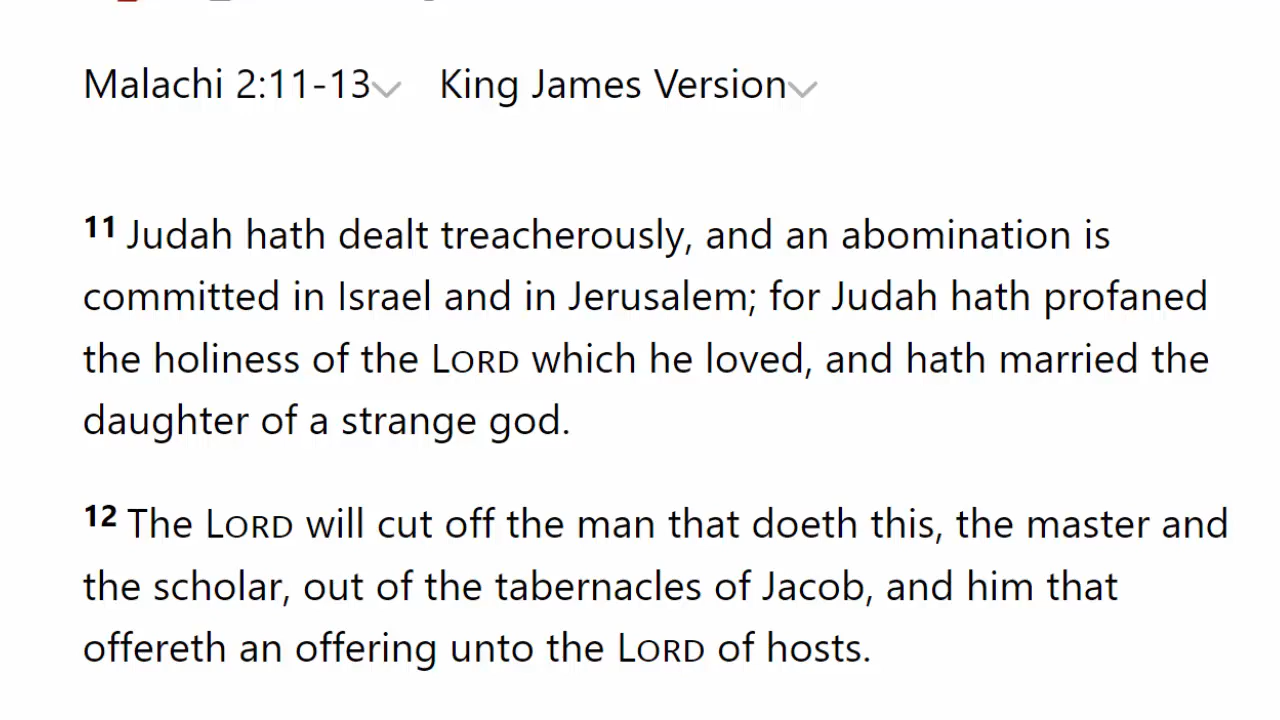 Malachi 2:11-13 King James Version
11 Judah hath dealt treacherously, and an abomination is
committed in Israel and in Jerusalem; for Judah hath profaned
the holiness of the LORD which he loved, and hath married the
daughter of a strange god.
12 The LORD will cut off the man that doeth this, the master and
the scholar, out of the tabernacles of Jacob, and him that
offereth an offering unto the LORD of hosts.